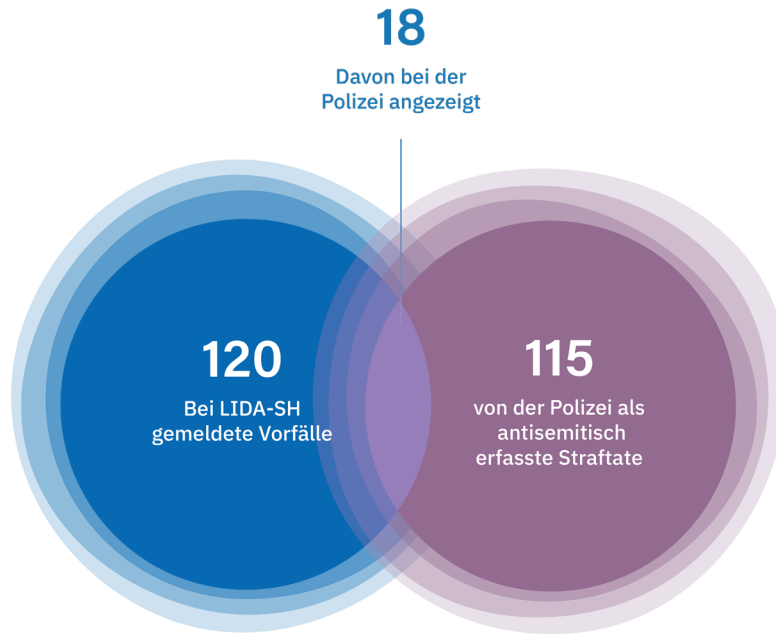 18
Davon bei der
Polizei angezeigt
120
Bei LIDA-SH
gemeldete Vorfälle
115
von der Polizei als
antisemitisch
erfasste Straftate